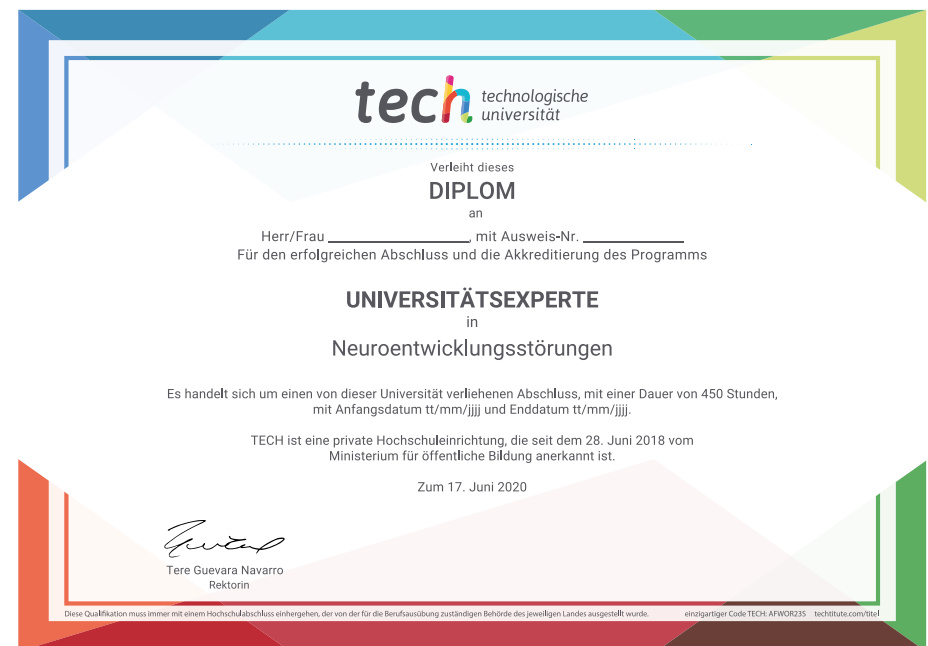 tech technologische
universität
Verleiht dieses
DIPLOM
an
Herr/Frau ____________________, mit Ausweis-Nr. ______________
Für den erfolgreichen Abschluss und die Akkreditierung des Programms
UNIVERSITÄTSEXPERTE
in
Neuroentwicklungsstörungen
Es handelt sich um einen von dieser Universität verliehenen Abschluss, mit einer Dauer von 450 Stunden,
mit Anfangsdatum tt/mm/jjjj und Enddatum tt/mm/jjjj.
TECH ist eine private Hochschuleinrichtung, die seit dem 28. Juni 2018 vom
Ministerium für öffentliche Bildung anerkannt ist.
Zum 17. Juni 2020
Tere Guevara Navarro
Rektorin
Diese Qualifikation muss immer mit einem Hochschulabschluss einhergehen, der von der für die Berufsausübung zuständigen Behörde des jeweiligen Landes ausgestellt wurde. einzigartiger Code TECH: AFWOR23S techtitute.com/titel